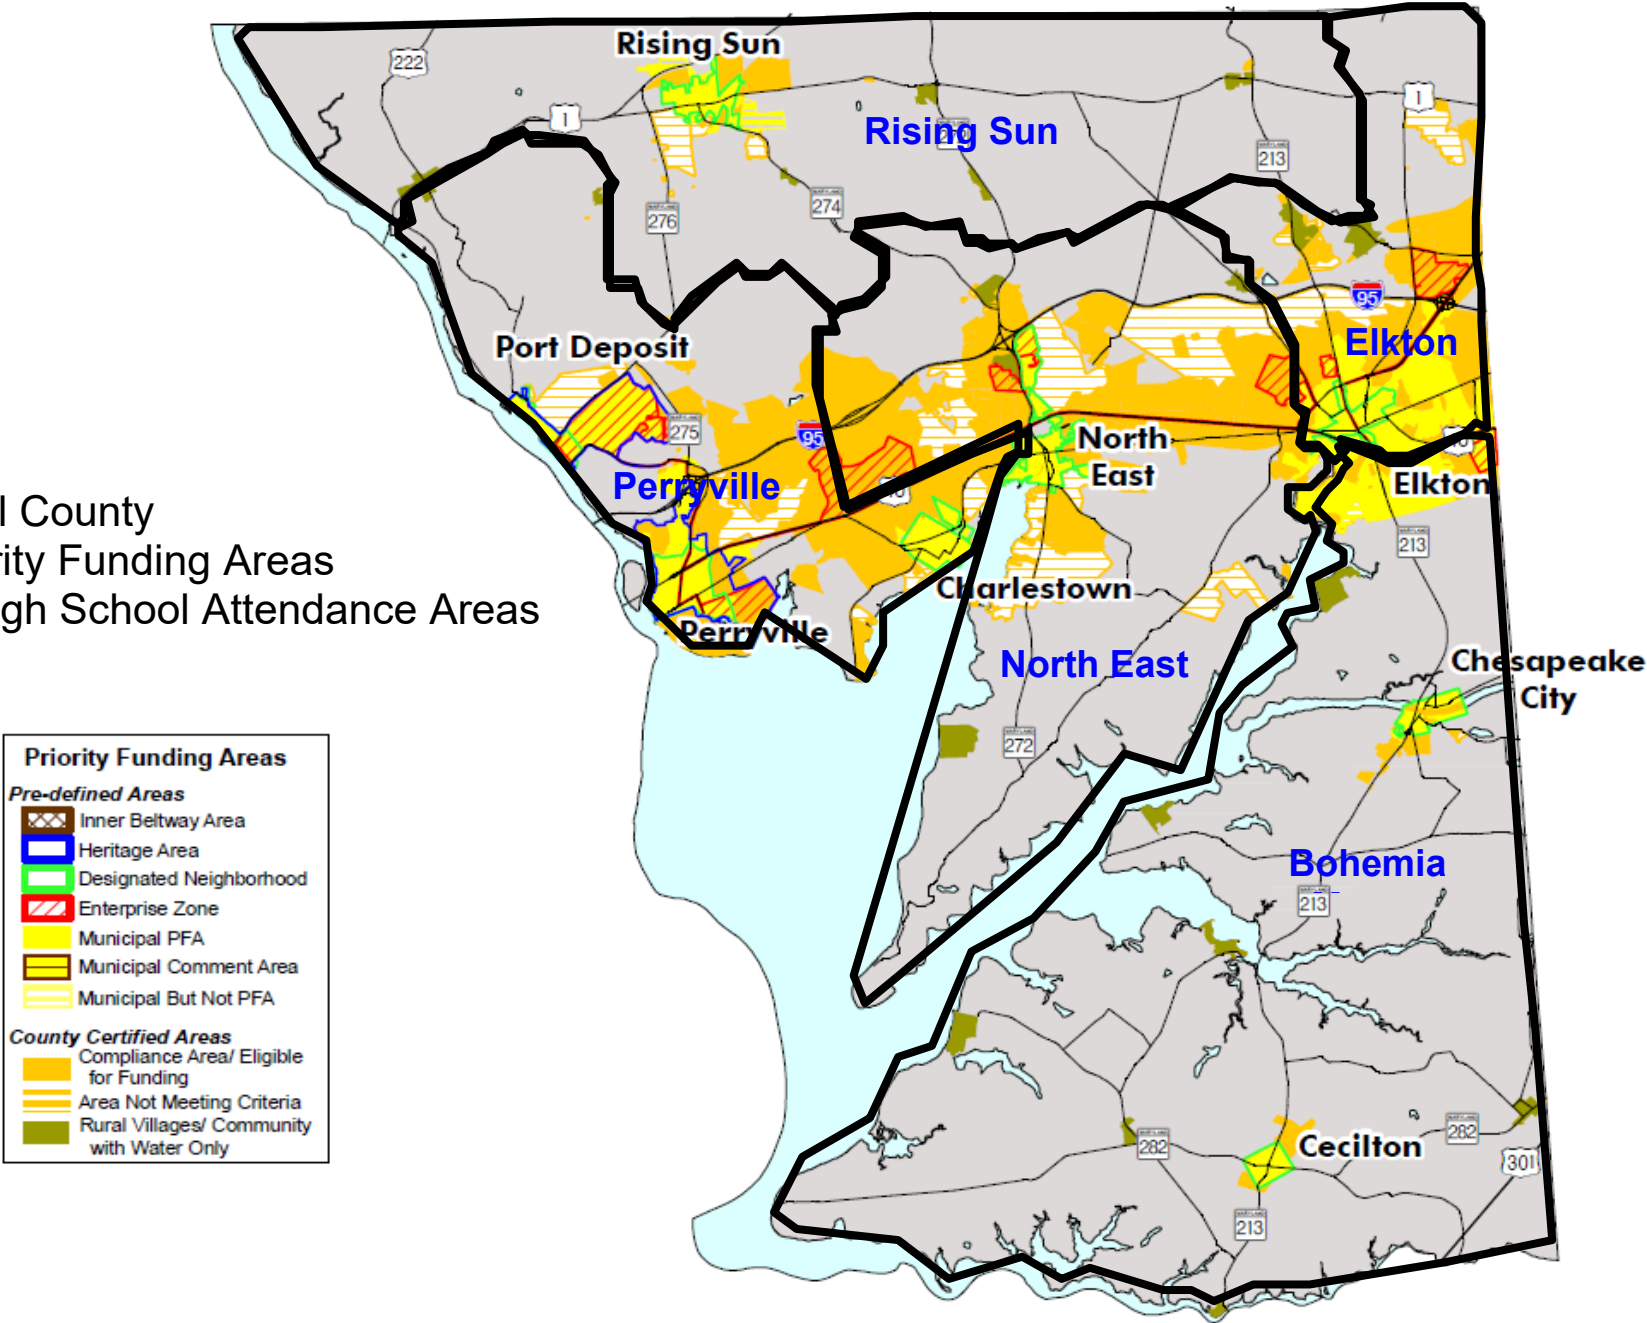 Rising Sun
222
1
1
Rising Sun
213
274
276
95
Elkton
Port Deposit
275
95
North
East
Perryville
Elkton
l County
rity Funding Areas
gh School Attendance Areas
213
Charlestown
Perryville
North East
Chesapeake
City
272
Bohemia
213
Priority Funding Areas
Pre-defined Areas
Inner Beltway Area
Heritage Area
Designated Neighborhood
Enterprise Zone
Municipal PFA
Municipal Comment Area
Municipal But Not PFA
County Certified Areas
Compliance Area/ Eligible
for Funding
Area Not Meeting Criteria
Rural Villages/ Community
with Water Only
282
Cecilton
282
301
213